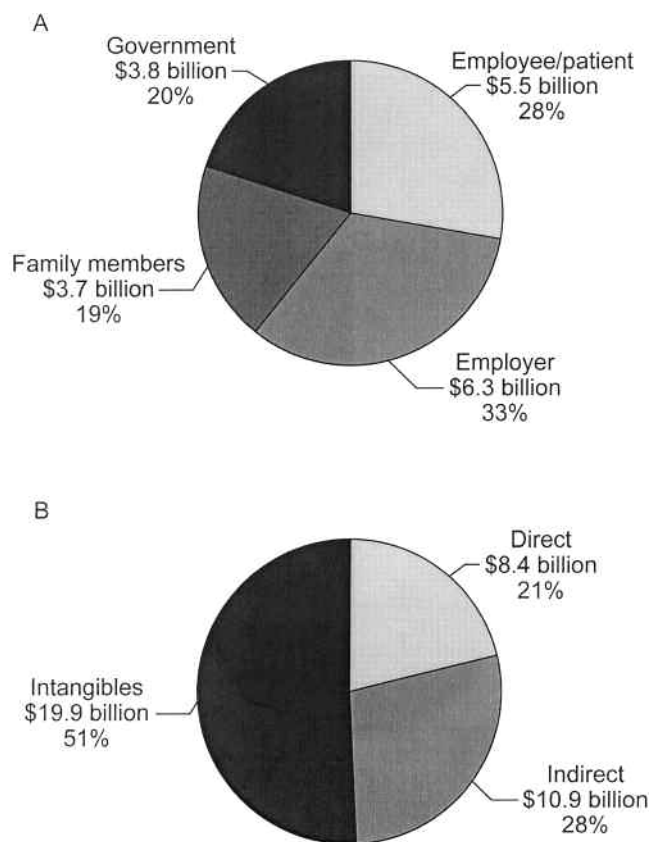 A
Government
$3.8 billion
20%
Employee/patient
$5.5 billion
28%
Family members
$3.7 billion
19%
Employer
$6.3 billion
33%
B
Direct
$8.4 billion
21%
Intangibles
$19.9 billion
51%
Indirect
$10.9 billion
28%